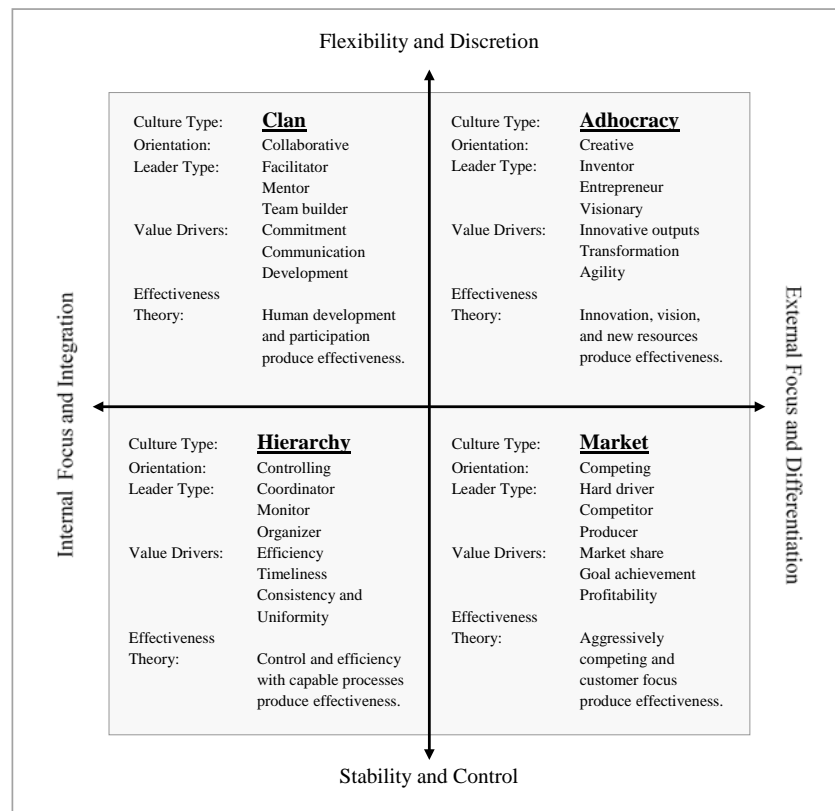 Flexibility and Discretion
Internal Focus and Integration
Culture Type: Clan
Orientation: Collaborative
Leader Type: Facilitator
Mentor
Team builder
Value Drivers: Commitment
Communication
Development
Effectiveness
Theory: Human development
and participation
produce effectiveness.
Culture Type: Adhocracy
Orientation: Creative
Leader Type: Inventor
Entrepreneur
Visionary
Value Drivers: Innovative outputs
Transformation
Agility
Effectiveness
Theory: Innovation, vision,
and new resources
produce effectiveness.
External Focus and Differentiation
Culture Type: Hierarchy
Orientation: Controlling
Leader Type: Coordinator
Monitor
Organizer
Value Drivers: Efficiency
Timeliness
Consistency and
Uniformity
Effectiveness
Theory: Control and efficiency
with capable processes
produce effectiveness.
Culture Type: Market
Orientation: Competing
Leader Type: Hard driver
Competitor
Producer
Value Drivers: Market share
Goal achievement
Profitability
Effectiveness
Theory: Aggressively
competing and
customer focus
produce effectiveness.
Stability and Control